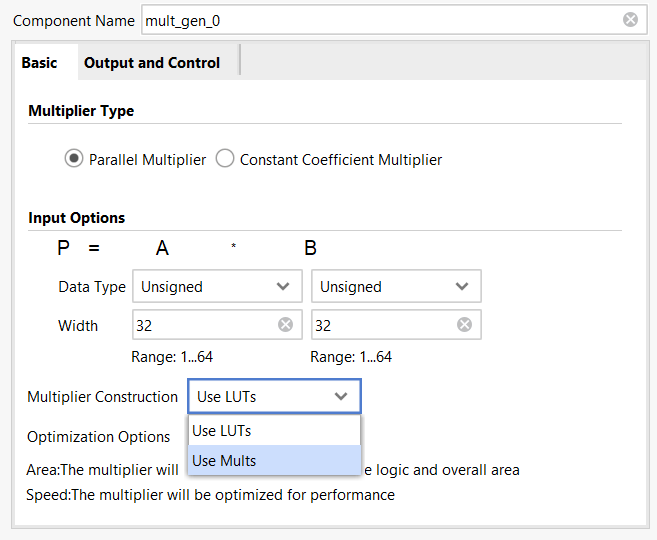 Component Name mult_gen_0
Basic Output and Control
Multiplier Type
Parallel Multiplier Constant Coefficient Multiplier
Input Options
P = A * B
Data Type Unsigned Unsigned
Width 32 32
Range: 1...64 Range: 1...64
Multiplier Construction Use LUTs
Use LUTs
Optimization Options
Use Mults
Area:The multiplier will e logic and overall area
Speed:The multiplier will be optimized for performance